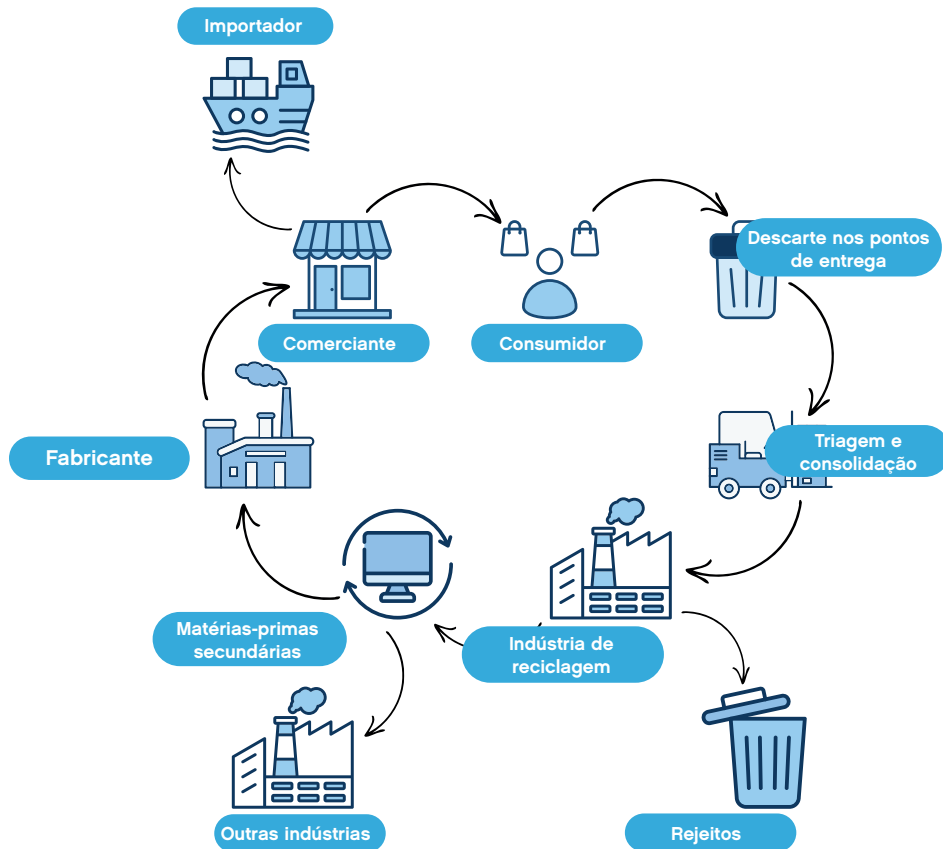 Importador
Descarte nos pontos
de entrega
Comerciante
Consumidor
Fabricante
Triagem e
consolidação
Matérias-primas
secundárias
Indústria de
reciclagem
Outras indústrias
Rejeitos